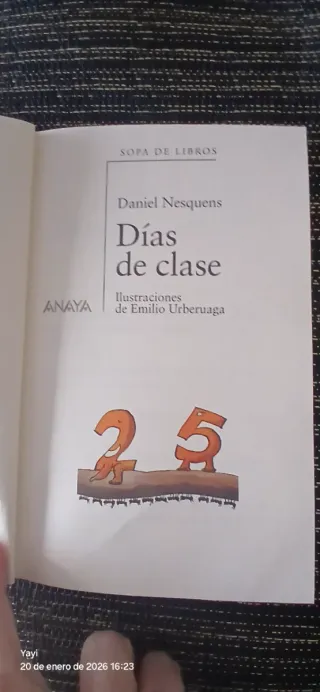 SOPA DE LIBROS
Daniel Nesquens
Días
de clase
ANAYA
Ilustraciones
de Emilio Urberuaga
25
Yayi
20 de enero de 2026 16:23